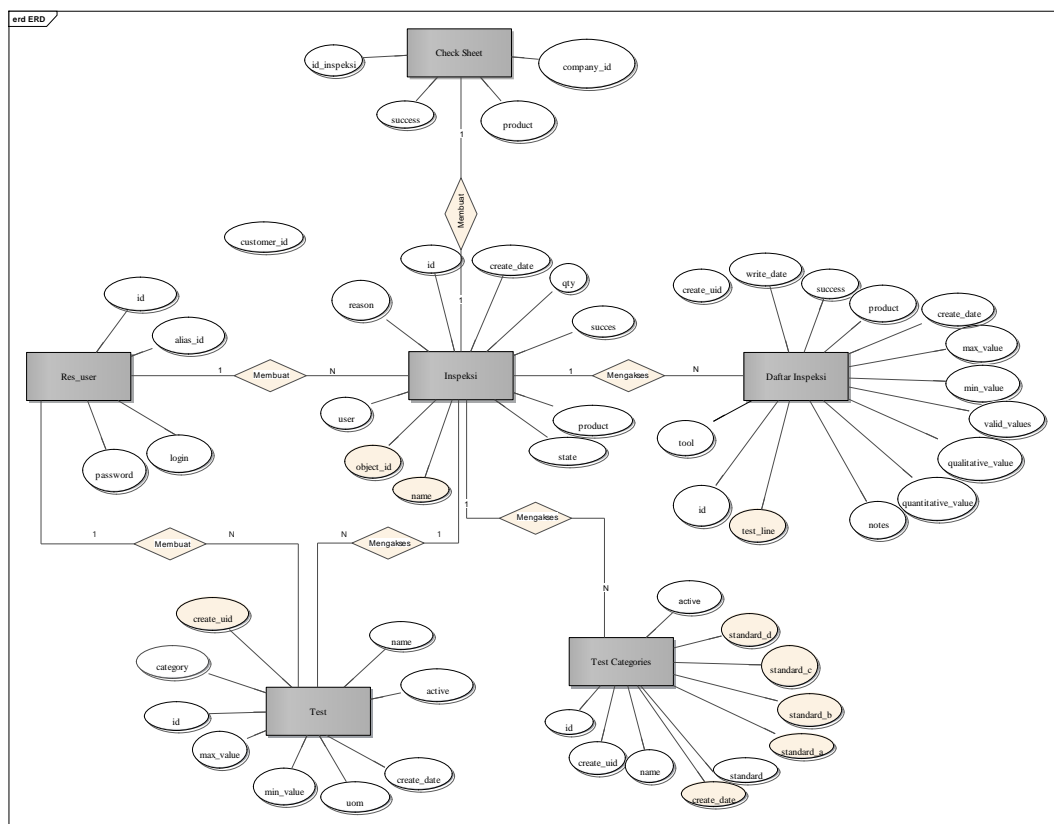 erd ERD
Check Sheet
id_inspeksi
company_id
success
product
1
Membuat
1
customer_id
id
create_date
qty
reason
succes
id
alias_id
Res_user
1
Membuat
N
Inspeksi
1
Mengakses
N
Daftar Inspeksi
create_uid
write_date
success
product
create_date
max_value
min_value
valid_values
qualitative_value
quantitative_value
notes
test_line
id
tool
user
object_id
name
product
state
password
login
1
Membuat
N
N
Mengakses
1
1
Mengakses
N
create_uid
name
category
active
Test
id
max_value
min_value
uom
create_date
active
standard_d
standard_c
Test Categories
standard_b
standard_a
id
create_uid
name
standard
create_date